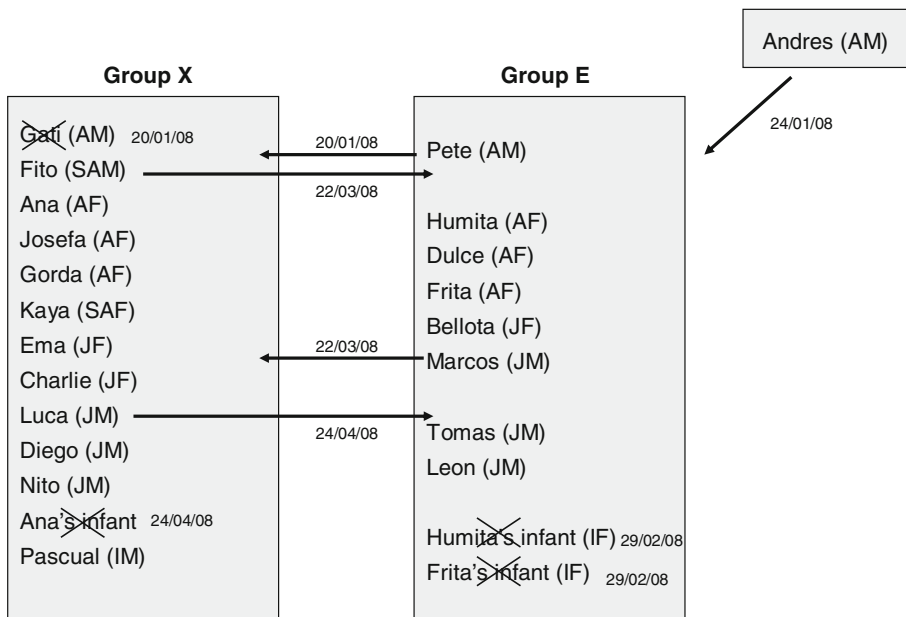 Andres (AM)
24/01/08
Group X
Gati (AM) 20/01/08
Fito (SAM)
Ana (AF)
Josefa (AF)
Gorda (AF)
Kaya (SAF)
Ema (JF)
Charlie (JF)
Luca (JM)
Diego (JM)
Nito (JM)
Ana's infant 24/04/08
Pascual (IM)
20/01/08
22/03/08
22/03/08
24/04/08
Group E
Pete (AM)
Humita (AF)
Dulce (AF)
Frita (AF)
Bellota (JF)
Marcos (JM)
Tomas (JM)
Leon (JM)
Humita's infant (IF) 29/02/08
Frita's infant (IF) 29/02/08